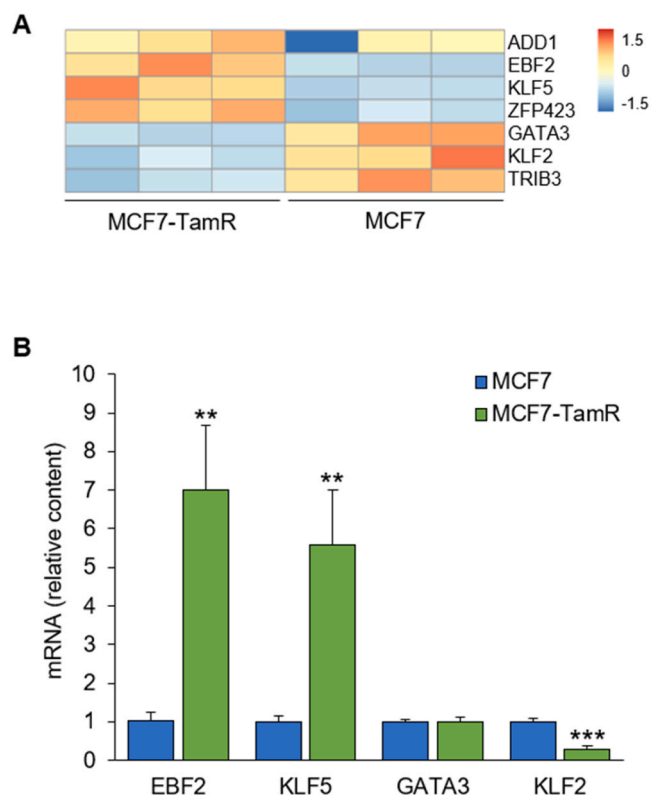 A
ADD1
EBF2
KLF5
ZFP423
GATA3
KLF2
TRIB3
1.5
0
-1.5
MCF7-TamR
MCF7
B
MCF7
MCF7-TamR
mRNA (relative content)
10
9
8
7
6
5
4
3
2
1
0
**
**
***
EBF2
KLF5
GATA3
KLF2